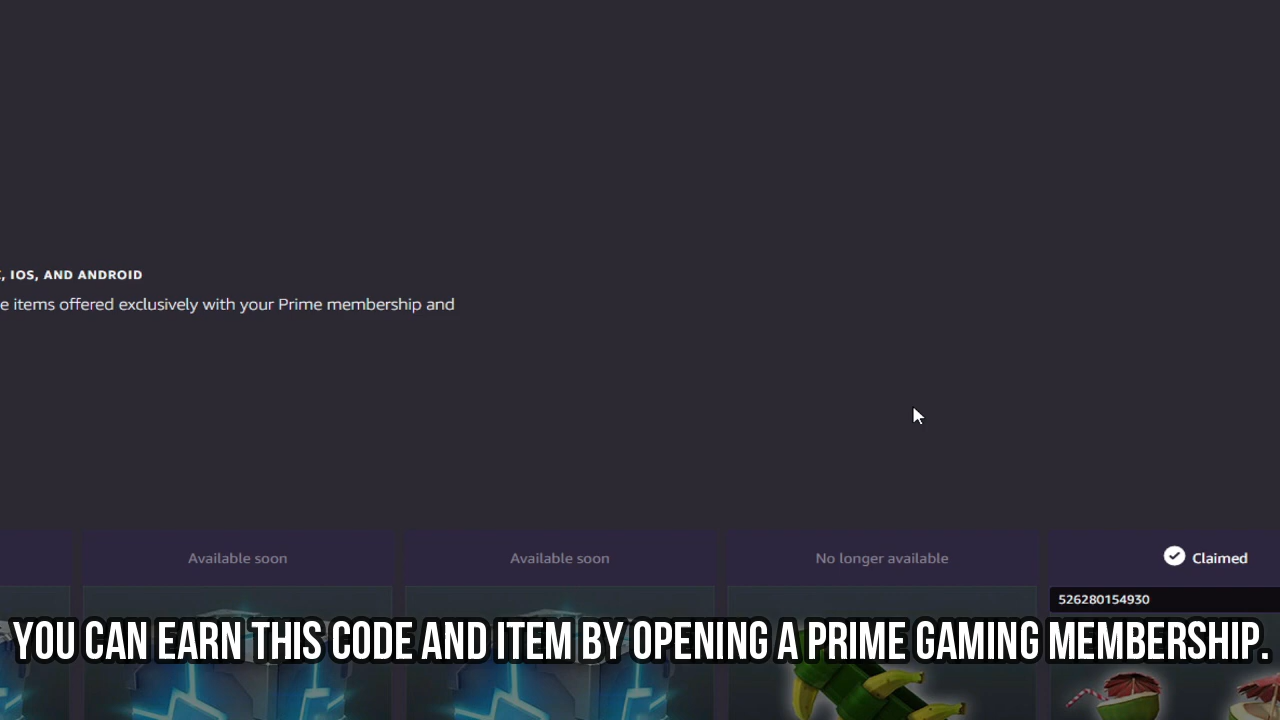 , IOS, AND ANDROID
e items offered exclusively with your Prime membership and
Available soon
Available soon
No longer available
Claimed
526280154930
YOU CAN EARN THIS CODE AND ITEM BY OPENING A PRIME GAMING MEMBERSHIP.